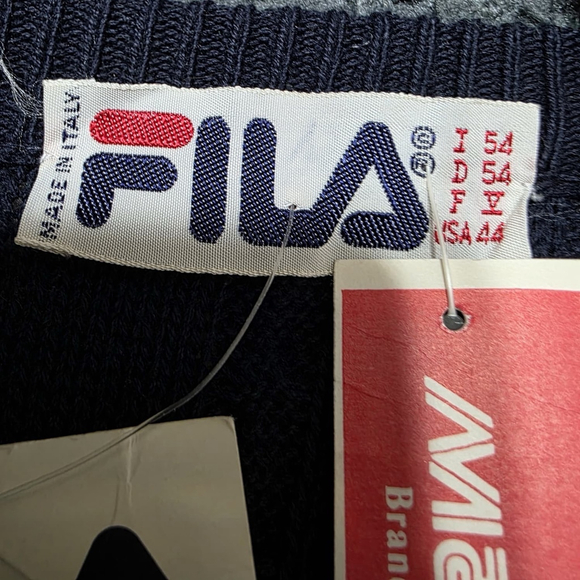 MADE IN ITALY
FILA
© ®
I 54
D 54
F V
USA 44
Bran